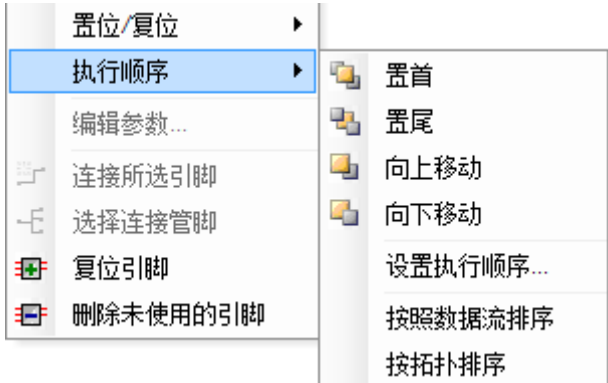 置位/复位
执行顺序
编辑参数...
连接所选引脚
选择连接管脚
复位引脚
删除未使用的引脚
置首
置尾
向上移动
向下移动
设置执行顺序...
按照数据流排序
按拓扑排序